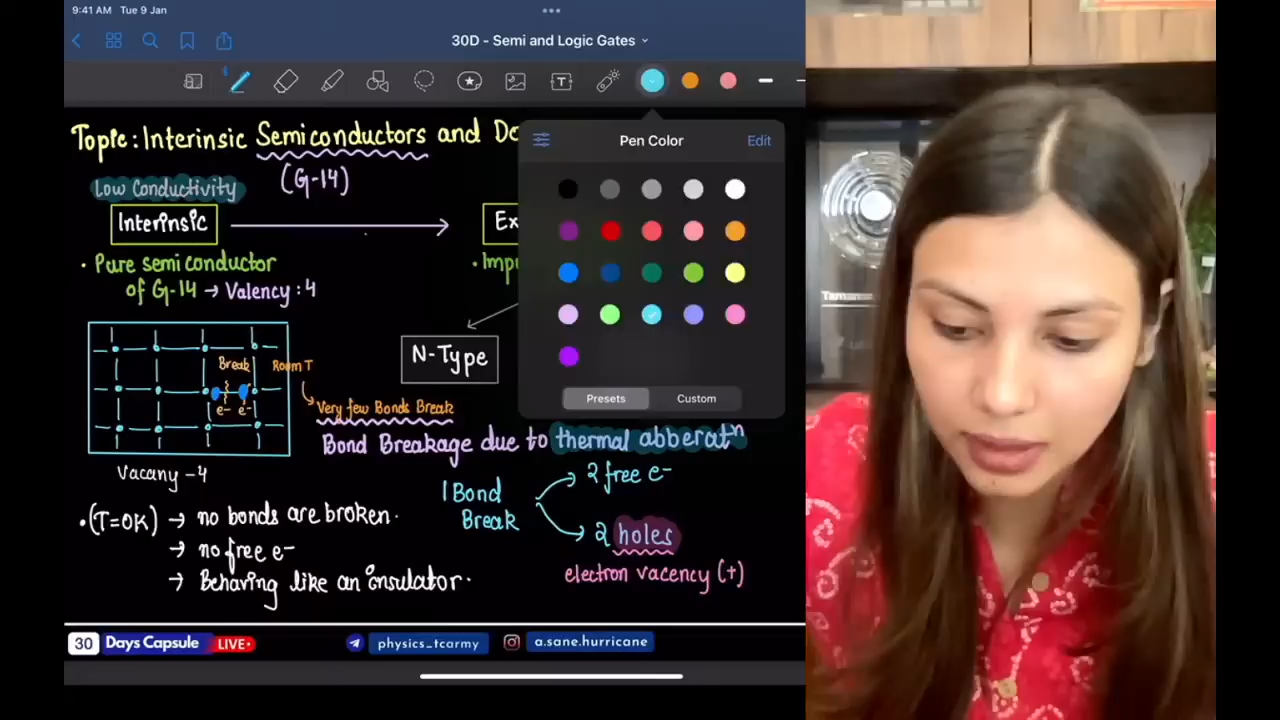 9:41 AM Tue 9 Jan
30D - Semi and Logic Gates
Topic: Interinsic Semiconductors and Do
(G-14)
Low Conductivity
Interinsic
Ex
• Pure semiconductor
of G-14 → Valency: 4
• Impu
Pen Color
Edit
Presets
Custom
N-Type
Break
Room T
e- e-
Very few Bonds Break
Bond Breakage due to thermal abberatⁿ
Vacany - 4
1 Bond
Break
2 free e-
2 holes
electron vacency (+)
• (T=0K) → no bonds are broken.
→ no free e-
→ Behaving like an insulator.
30 Days Capsule LIVE
physics_tcarmy
a.sane.hurricane